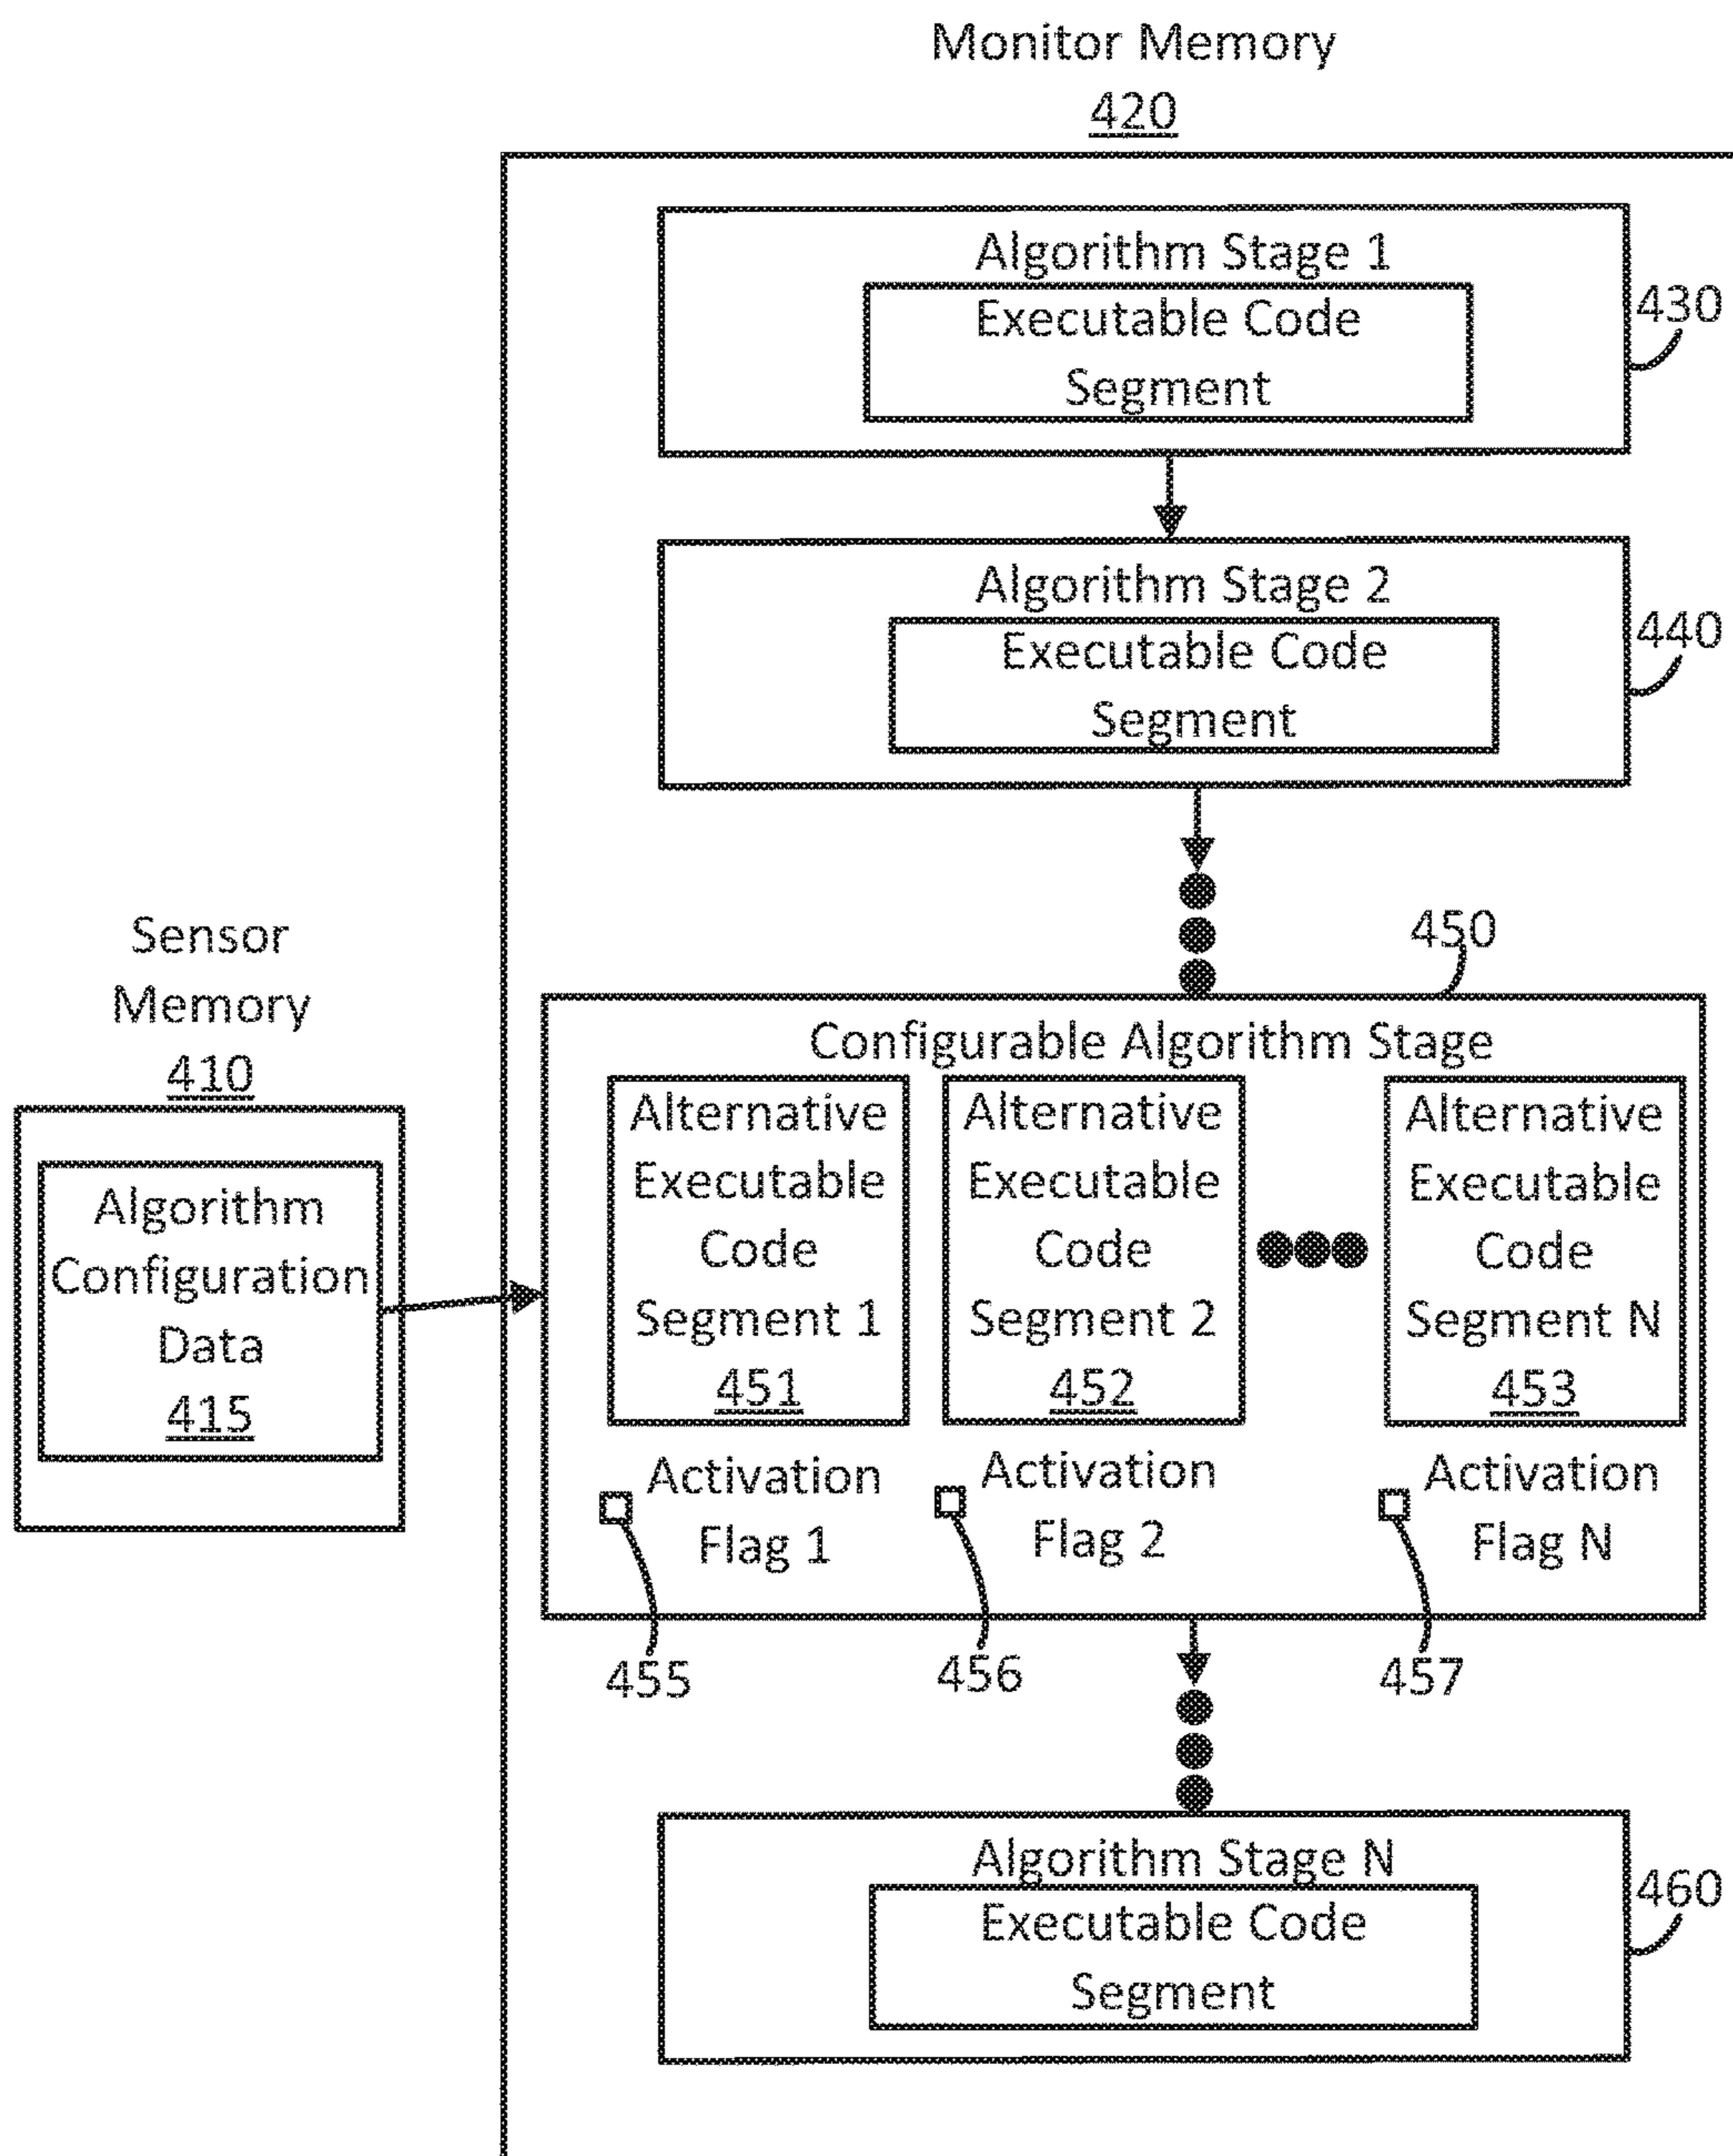 Monitor Memory
420
Algorithm Stage 1
Executable Code
Segment
430
Algorithm Stage 2
Executable Code
Segment
440
Sensor
Memory
410
Algorithm
Configuration
Data
415
450
Configurable Algorithm Stage
Alternative
Executable
Code
Segment 1
451
Alternative
Executable
Code
Segment 2
452
Alternative
Executable
Code
Segment N
453
Activation
Flag 1
Activation
Flag 2
Activation
Flag N
455
456
457
Algorithm Stage N
Executable Code
Segment
460